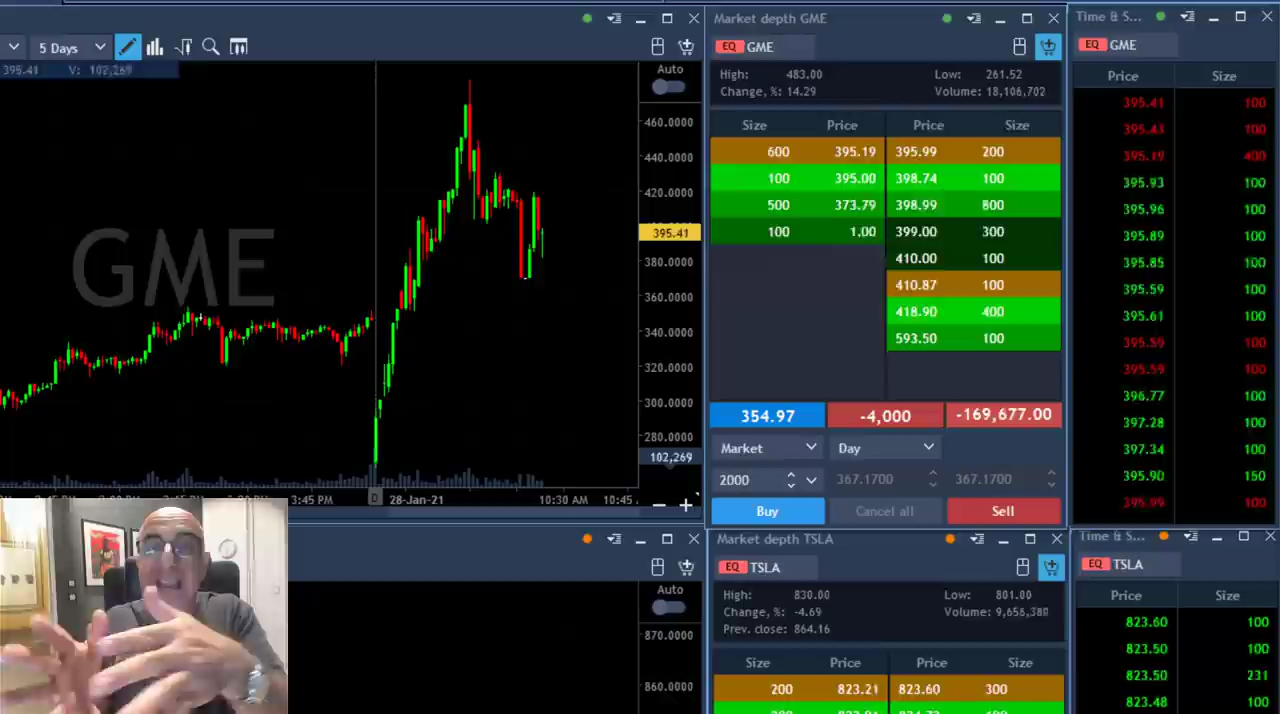 Market depth GME
Time & S...
5 Days
EQ GME
EQ GME
395.41 V: 102,269
Auto
High: 483.00 Low: 261.52
Change, %: 14.29 Volume: 18,106,702
Price Size
Size Price Price Size
460.0000
440.0000
420.0000
395.41
380.0000
360.0000
340.0000
320.0000
300.0000
280.0000
102,269
GME
600 395.19 395.99 200
100 395.00 398.74 100
500 373.79 398.99 800
100 1.00 399.00 300
410.00 100
410.87 100
418.90 400
593.50 100
395.41 100
395.43 100
395.19 400
395.93 100
395.96 100
395.89 100
395.85 100
395.59 100
395.61 100
395.59 100
395.59 100
396.77 100
397.28 100
397.34 100
395.90 150
395.99 100
354.97 -4,000 -169,677.00
Market Day
2000 367.1700 367.1700
Buy Cancel all Sell
3:45 PM D 28-Jan-21 10:30 AM 10:45
Market depth TSLA
Time & S...
EQ TSLA
EQ TSLA
Auto
870.0000
860.0000
High: 830.00 Low: 801.00
Change, %: -4.69 Volume: 9,656,380
Prev. close: 864.16
Size Price Price Size
200 823.21 823.60 300
Price Size
823.60 100
823.50 100
823.50 231
823.48 100